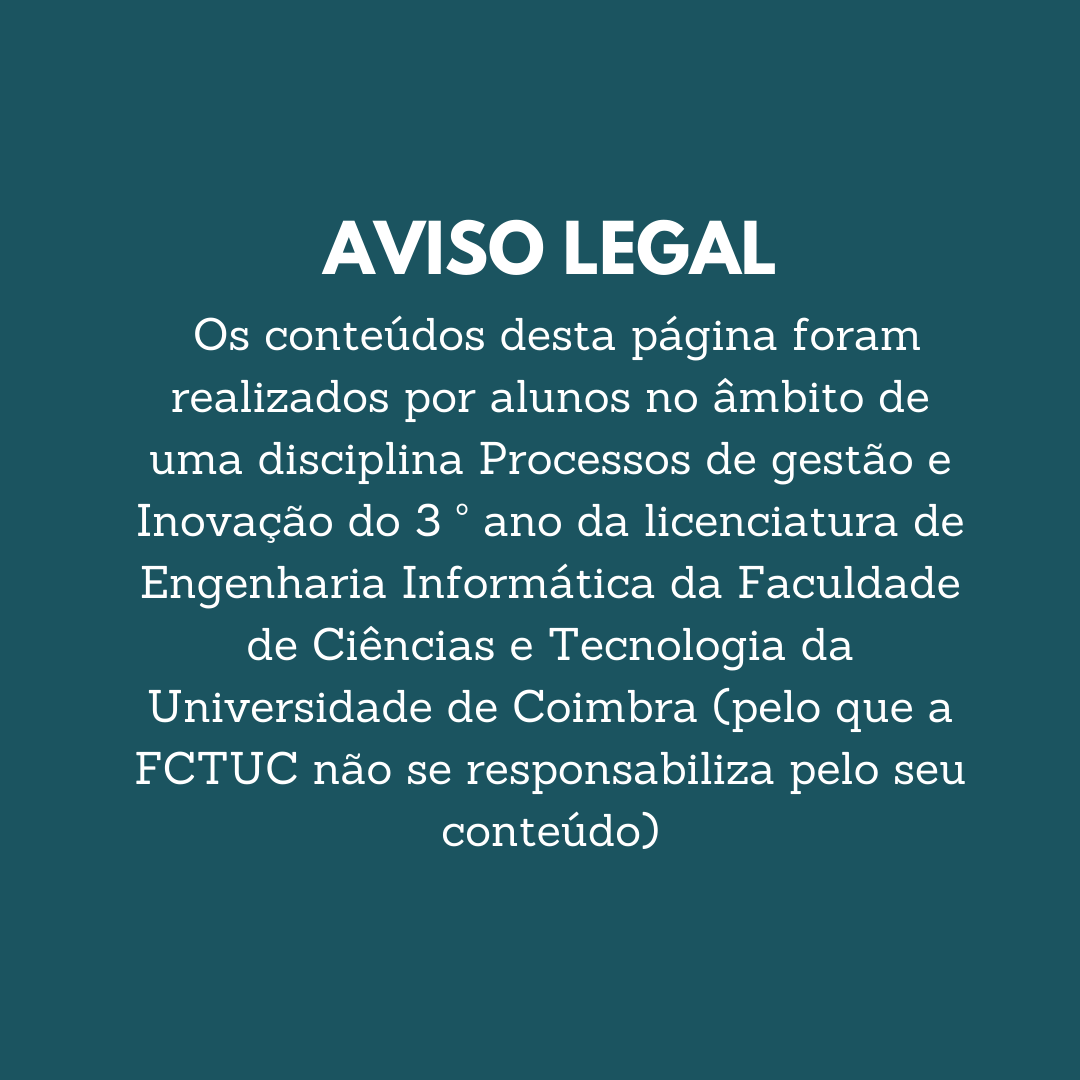 AVISO LEGAL
Os conteúdos desta página foram
realizados por alunos no âmbito de
uma disciplina Processos de gestão e
Inovação do 3 ° ano da licenciatura de
Engenharia Informática da Faculdade
de Ciências e Tecnologia da
Universidade de Coimbra (pelo que a
FCTUC não se responsabiliza pelo seu
conteúdo)